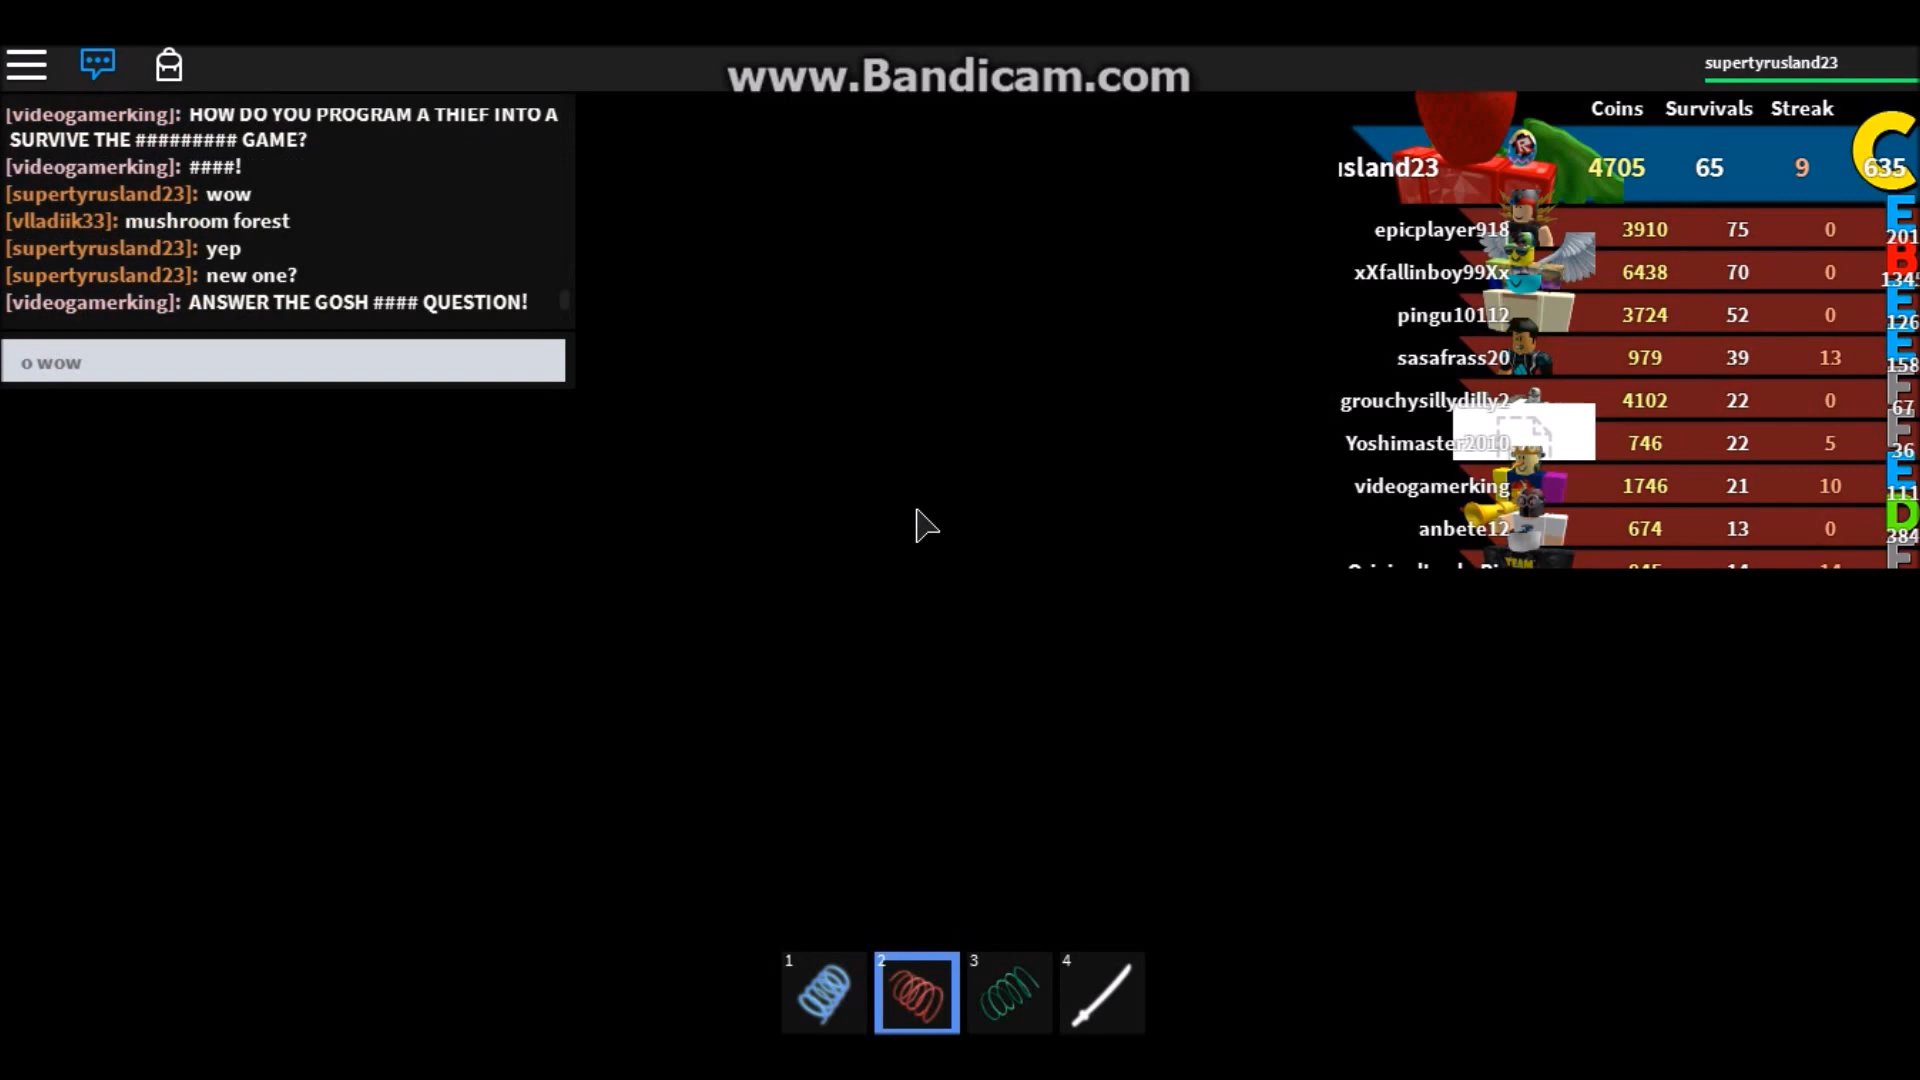 www.Bandicam.com
supertyrusland23
[videogamerking]: HOW DO YOU PROGRAM A THIEF INTO A
SURVIVE THE ######### GAME?
[videogamerking]: ####!
[supertyrusland23]: wow
[vlladiik33]: mushroom forest
[supertyrusland23]: yep
[supertyrusland23]: new one?
[videogamerking]: ANSWER THE GOSH #### QUESTION!
o wow
Coins Survivals Streak
usland23 4705 65 9 C 635
epicplayer918 3910 75 0 E 201
xXfallinboy99Xx 6438 70 0 B 134
pingu10112 3724 52 0 E 126
sasafrass20 979 39 13 E 158
grouchysillydilly2 4102 22 0 F 67
Yoshimaster2010 746 22 5 F 36
videogamerking 1746 21 10 E 111
anbete12 674 13 0 D 384
TEAM
1 2 3 4